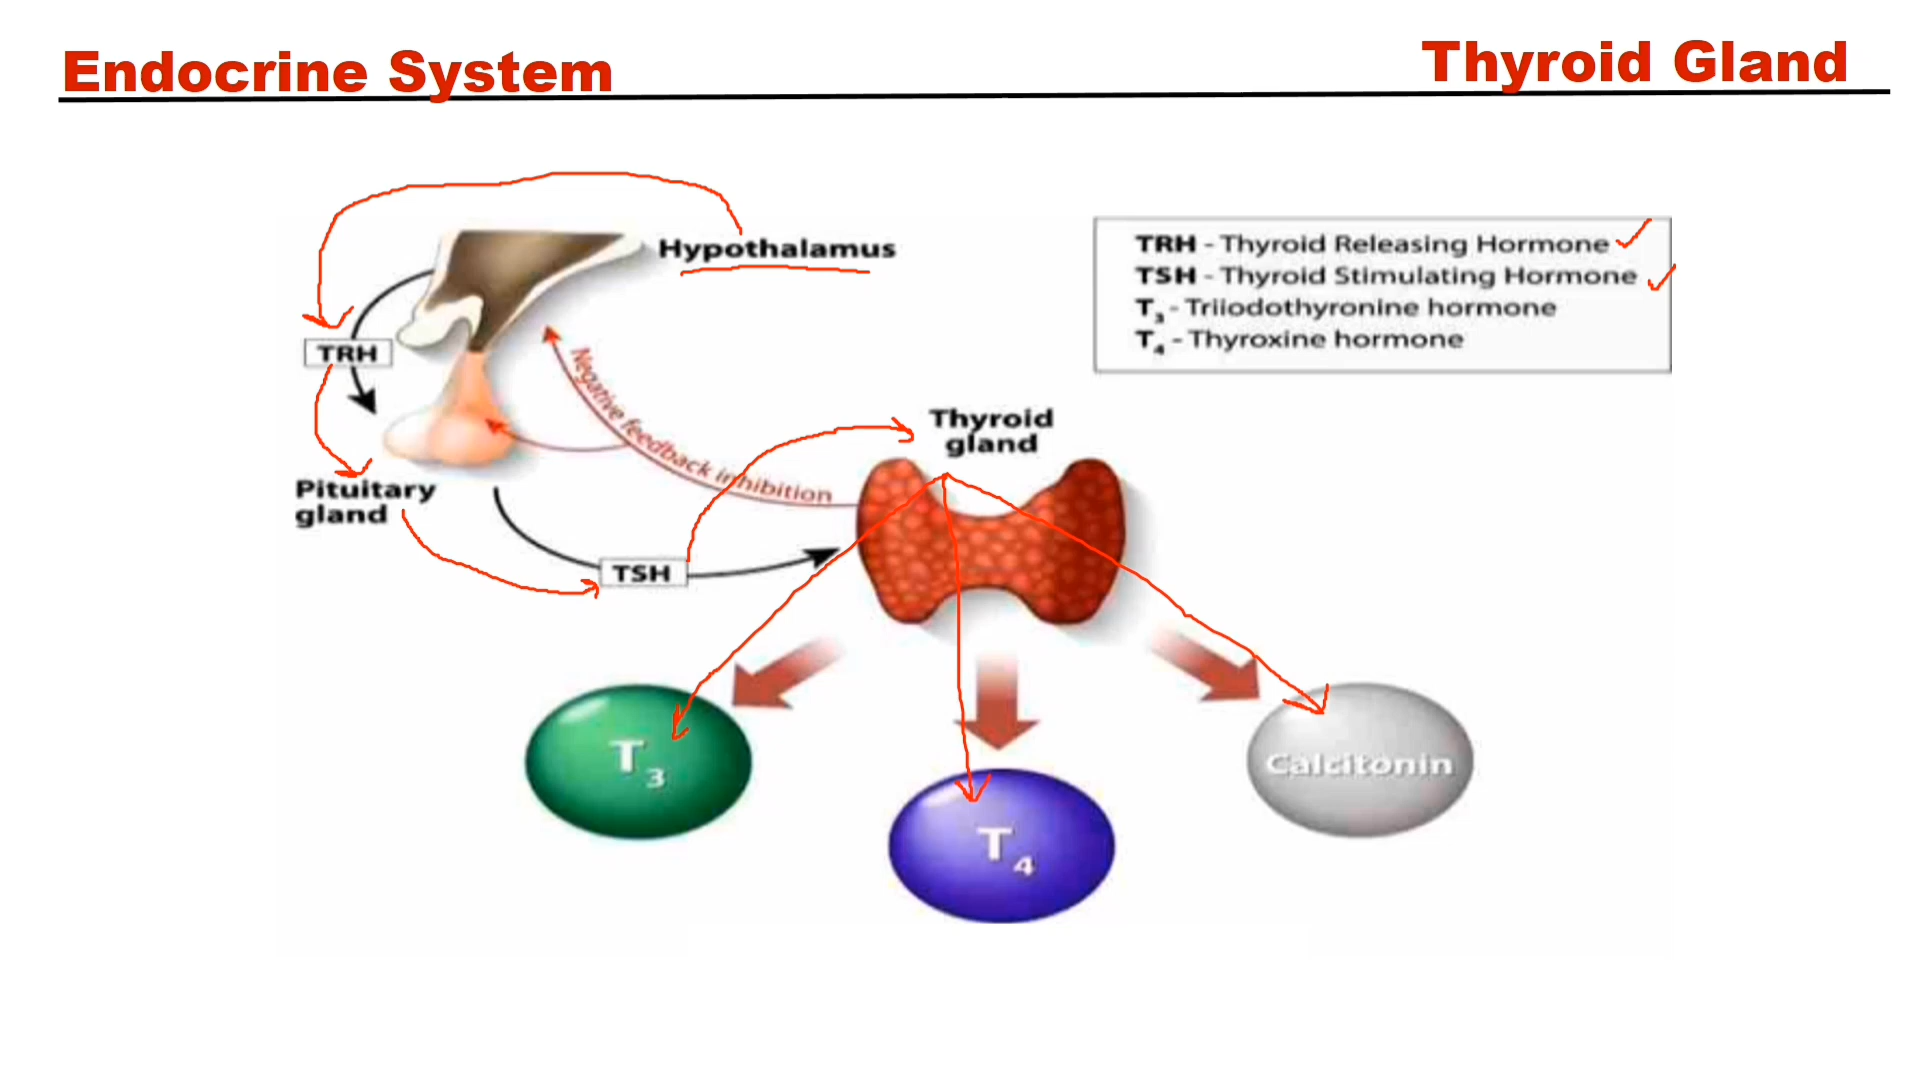 Endocrine System
Thyroid Gland
Hypothalamus
TRH - Thyroid Releasing Hormone
TSH - Thyroid Stimulating Hormone
T3 - Triiodothyronine hormone
T4 - Thyroxine hormone
TRH
Negative feedback inhibition
Thyroid
gland
Pituitary
gland
TSH
T3
T4
Calcitonin